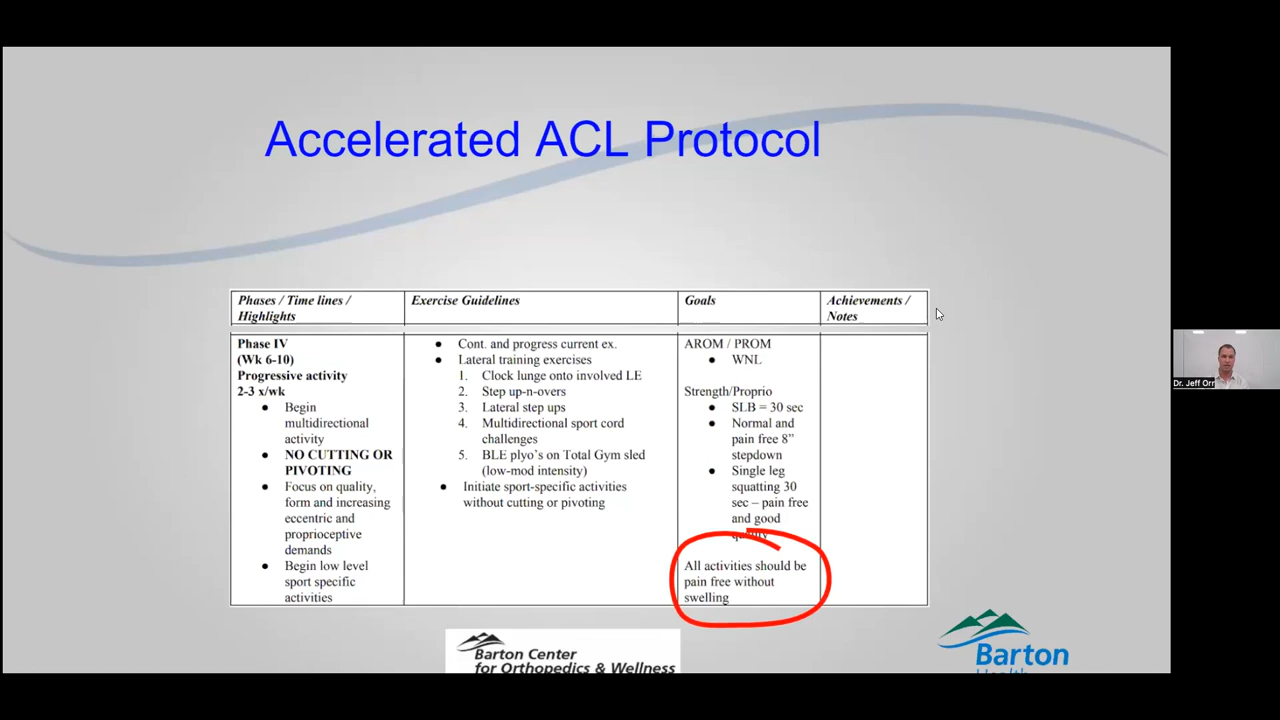 Accelerated ACL Protocol
Phases / Time lines /
Highlights
Exercise Guidelines
Goals
Achievements /
Notes
Phase IV
(Wk 6-10)
Progressive activity
2-3 x/wk
● Begin
multidirectional
activity
● NO CUTTING OR
PIVOTING
● Focus on quality,
form and increasing
eccentric and
proprioceptive
demands
● Begin low level
sport specific
activities
● Cont. and progress current ex.
● Lateral training exercises
1. Clock lunge onto involved LE
2. Step up-n-overs
3. Lateral step ups
4. Multidirectional sport cord
challenges
5. BLE plyo’s on Total Gym sled
(low-mod intensity)
● Initiate sport-specific activities
without cutting or pivoting
AROM / PROM
● WNL
Strength/Proprio
● SLB = 30 sec
● Normal and
pain free 8”
stepdown
● Single leg
squatting 30
sec – pain free
and good
quality
All activities should be
pain free without
swelling
Barton Center
for Orthopedics & Wellness
Barton
Health
Dr. Jeff Orr